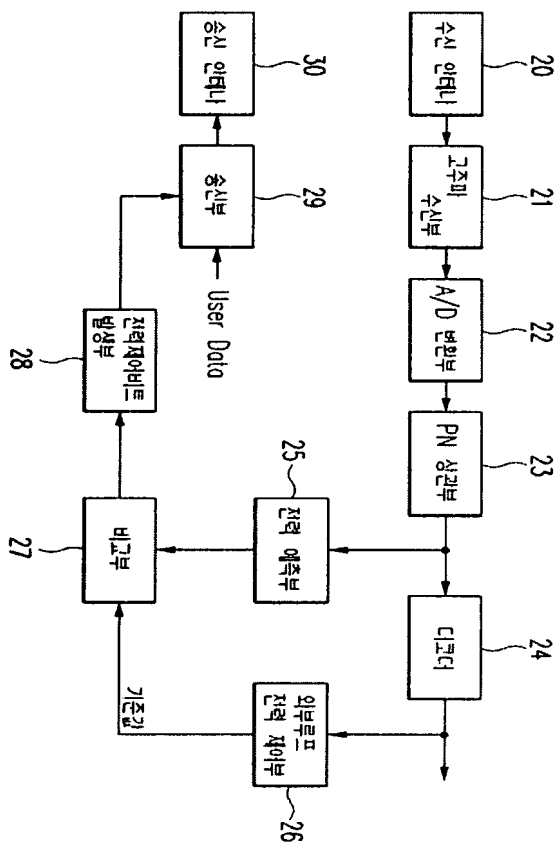 20
21
22
23
24
수신 안테나
고주파
수신부
A/D 변환부
PN 상관부
디코더
30
29
25
송신 안테나
송신부
User Data
전력 예측부
외부루프
전력 제어부
26
전력제어비트
발생부
비교부
기준값
28
27